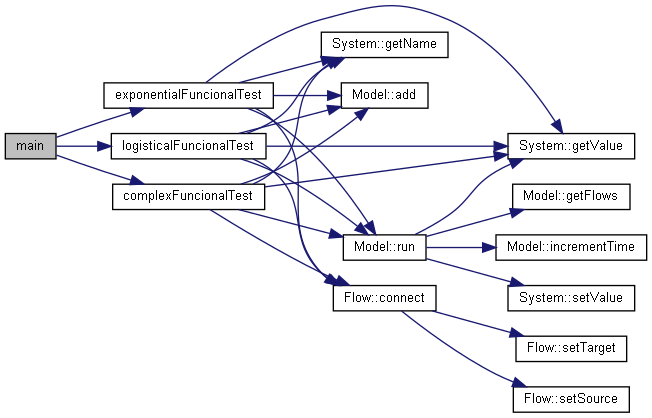 main
exponentialFuncionalTest
logisticalFuncionalTest
complexFuncionalTest
System::getName
Model::add
Model::run
Flow::connect
System::getValue
Model::getFlows
Model::incrementTime
System::setValue
Flow::setTarget
Flow::setSource